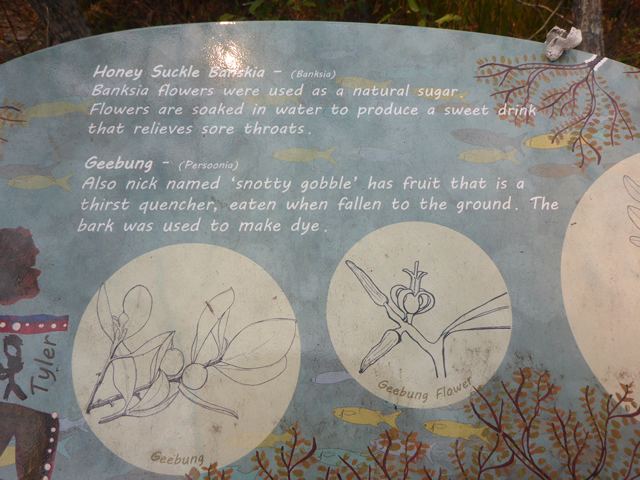 Honey Suckle Banskia - (Banksia)
Banksia flowers were used as a natural sugar.
Flowers are soaked in water to produce a sweet drink
that relieves sore throats.
Geebung - (Persoonia)
Also nick named 'snotty gobble' has fruit that is a
thirst quencher, eaten when fallen to the ground. The
bark was used to make dye.
Tyler
Geebung Flower
Geebung